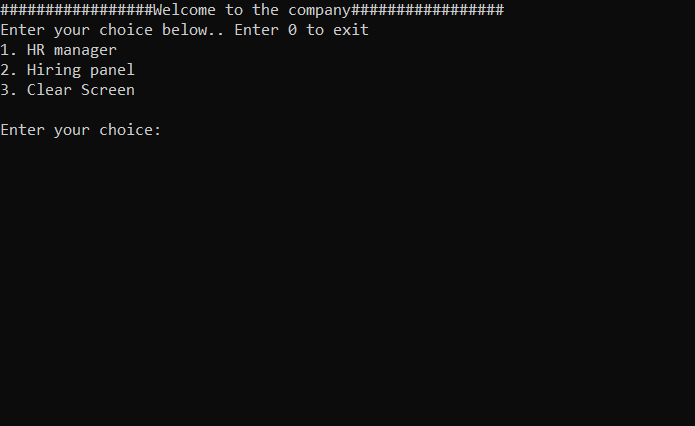 #################Welcome to the company#################
Enter your choice below.. Enter 0 to exit
1. HR manager
2. Hiring panel
3. Clear Screen
Enter your choice: